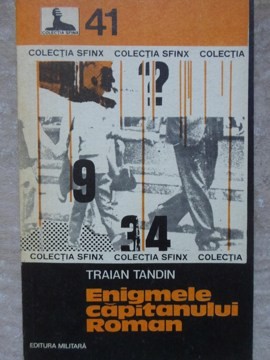 COLECȚIA SFINX
41
COLECȚIA SFINX COLECȚIA SFINX COLECȚIA
?
9
34
COLECȚIA SFINX COLECȚIA SFINX COLECȚIA
TRAIAN TANDIN
Enigmele
căpitanului
Roman
EDITURA MILITARĂ